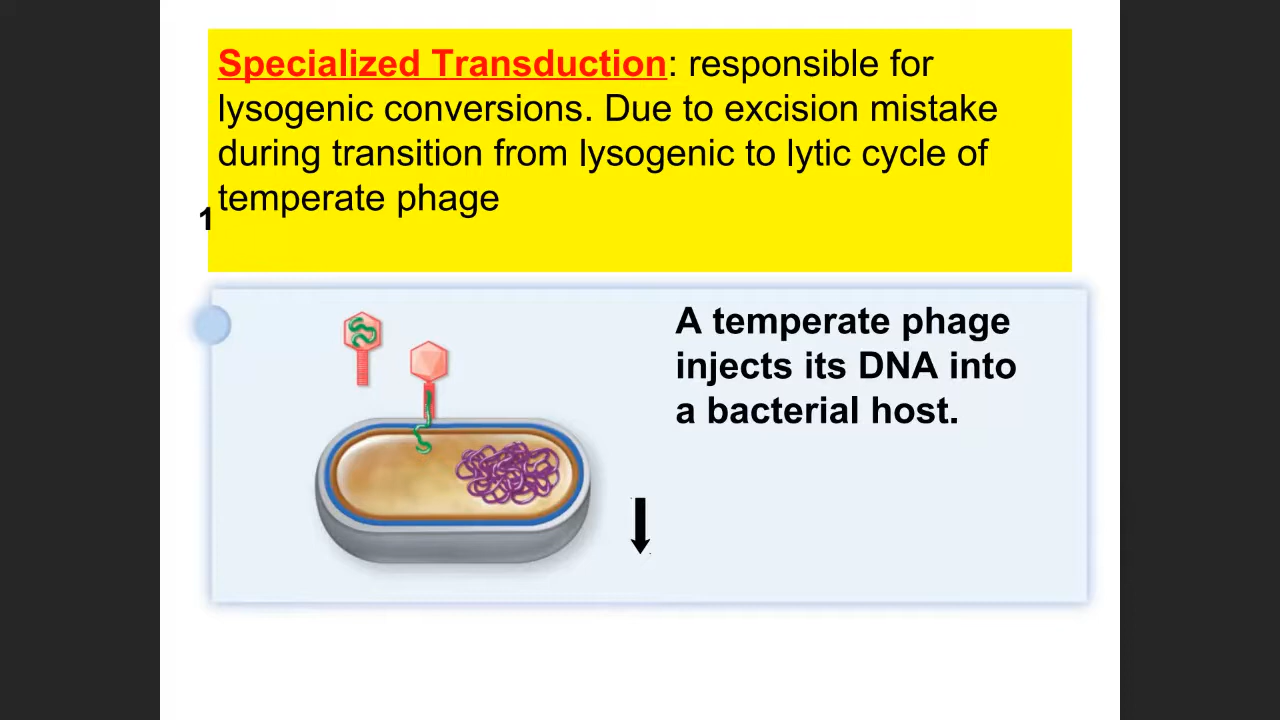 Specialized Transduction: responsible for
lysogenic conversions. Due to excision mistake
during transition from lysogenic to lytic cycle of
temperate phage
1
A temperate phage
injects its DNA into
a bacterial host.